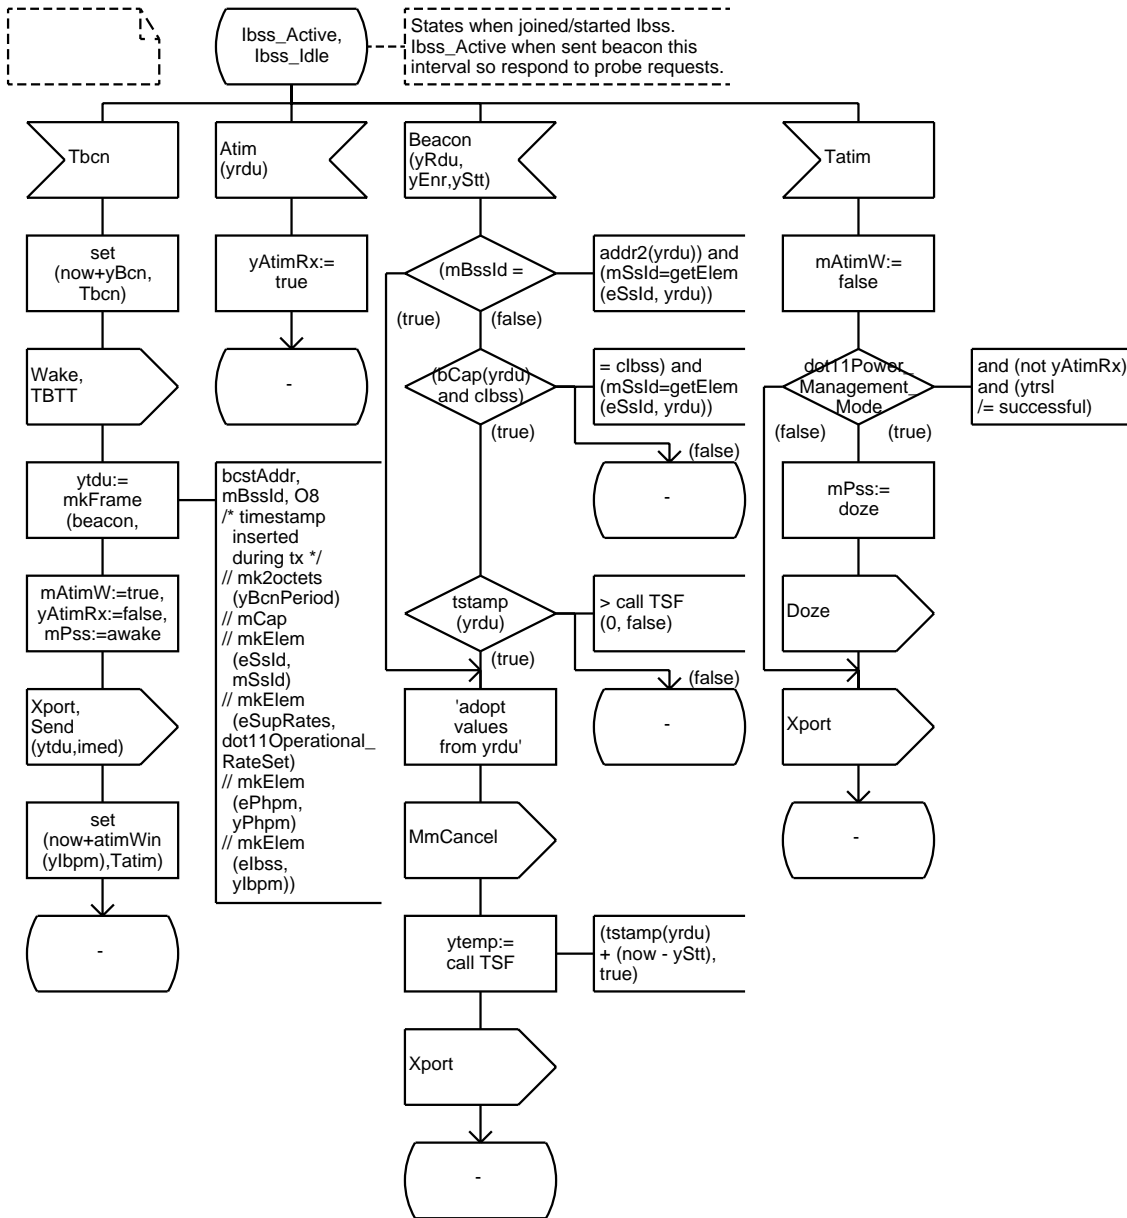 Ibss_Active,
Ibss_Idle
States when joined/started Ibss.
Ibss_Active when sent beacon this
interval so respond to probe requests.
Tbcn
set
(now+yBcn,
Tbcn)
Wake,
TBTT
ytdu:=
mkFrame
(beacon,
bcstAddr,
mBssId, O8
/* timestamp
inserted
during tx */
// mk2octets
(yBcnPeriod)
// mCap
// mkElem
(eSsId,
mSsId)
// mkElem
(eSupRates,
dot11Operational_
RateSet)
// mkElem
(ePhpm,
yPhpm)
// mkElem
(eIbss,
yIbpm))
mAtimW:=true,
yAtimRx:=false,
mPss:=awake
Xport,
Send
(ytdu,imed)
set
(now+atimWin
(yIbpm),Tatim)
-
Atim
(yrdu)
yAtimRx:=
true
-
Beacon
(yRdu,
yEnr,yStt)
(mBssId =
addr2(yrdu)) and
(mSsId=getElem
(eSsId, yrdu))
(true)
(false)
(bCap(yrdu)
and cIbss)
= cIbss) and
(mSsId=getElem
(eSsId, yrdu))
(true)
(false)
-
tstamp
(yrdu)
> call TSF
(0, false)
(true)
(false)
-
'adopt
values
from yrdu'
MmCancel
ytemp:=
call TSF
(tstamp(yrdu)
+ (now - yStt),
true)
Xport
-
Tatim
mAtimW:=
false
dot11Power_
Management_
Mode
and (not yAtimRx)
and (ytrsl
/= successful)
(false)
(true)
mPss:=
doze
Doze
Xport
-